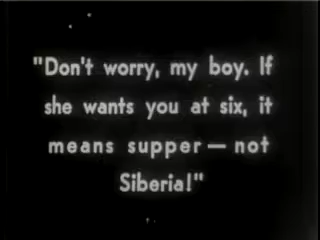 "Don't worry, my boy. If
she wants you at six, it
means supper — not
Siberia!"